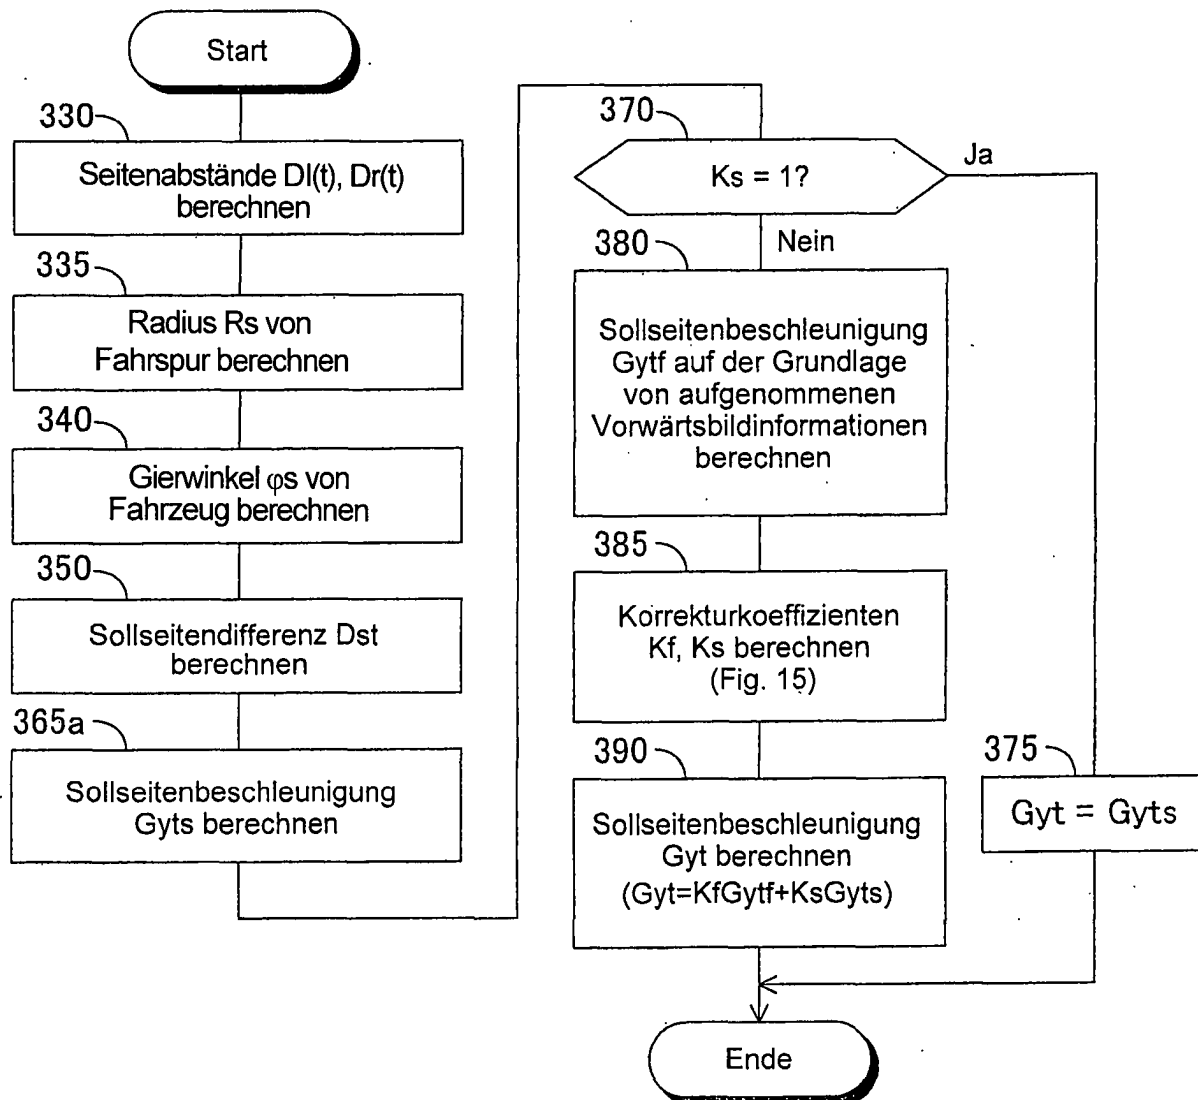 Start
330
Seitenabstände Dl(t), Dr(t)
berechnen
335
Radius Rs von
Fahrspur berechnen
340
Gierwinkel φs von
Fahrzeug berechnen
350
Sollseitendifferenz Dst
berechnen
365a
Sollseitenbeschleunigung
Gyts berechnen
370
Ks = 1?
Ja
Nein
380
Sollseitenbeschleunigung
Gytf auf der Grundlage
von aufgenommenen
Vorwärtsbildinformationen
berechnen
385
Korrekturkoeffizienten
Kf, Ks berechnen
(Fig. 15)
390
Sollseitenbeschleunigung
Gyt berechnen
(Gyt=KfGytf+KsGyts)
375
Gyt = Gyts
Ende